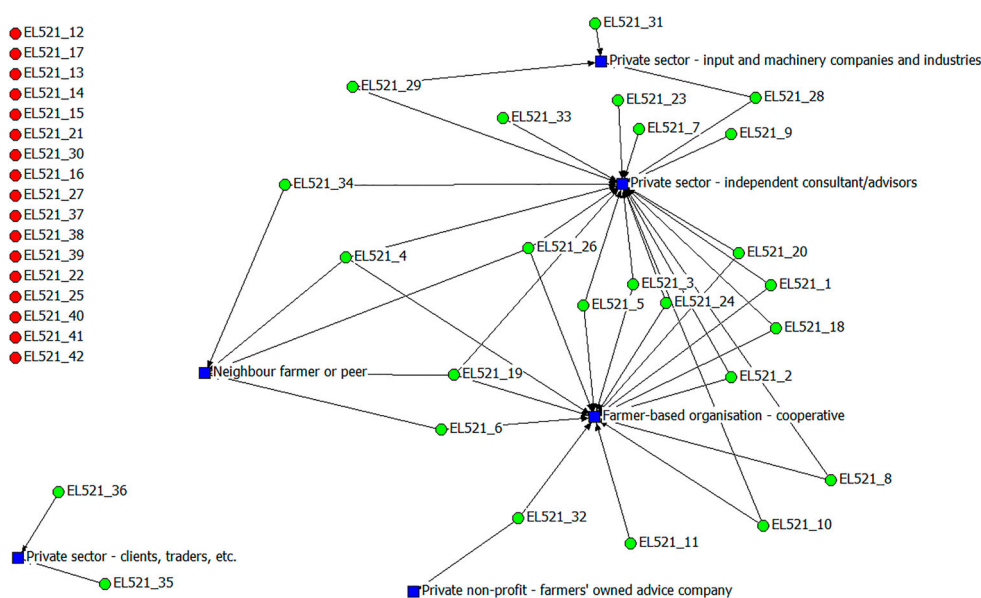 EL521_12
EL521_17
EL521_13
EL521_14
EL521_15
EL521_21
EL521_30
EL521_16
EL521_27
EL521_37
EL521_38
EL521_39
EL521_22
EL521_25
EL521_40
EL521_41
EL521_42
EL521_31
Private sector - input and machinery companies and industries
EL521_29
EL521_23
EL521_28
EL521_33
EL521_7
EL521_9
EL521_34
Private sector - independent consultant/advisors
EL521_4
EL521_26
EL521_20
EL521_3
EL521_1
EL521_5
EL521_24
EL521_18
Neighbour farmer or peer
EL521_19
EL521_2
Farmer-based organisation - cooperative
EL521_6
EL521_8
EL521_36
EL521_32
EL521_10
EL521_11
Private sector - clients, traders, etc.
EL521_35
Private non-profit - farmers' owned advice company